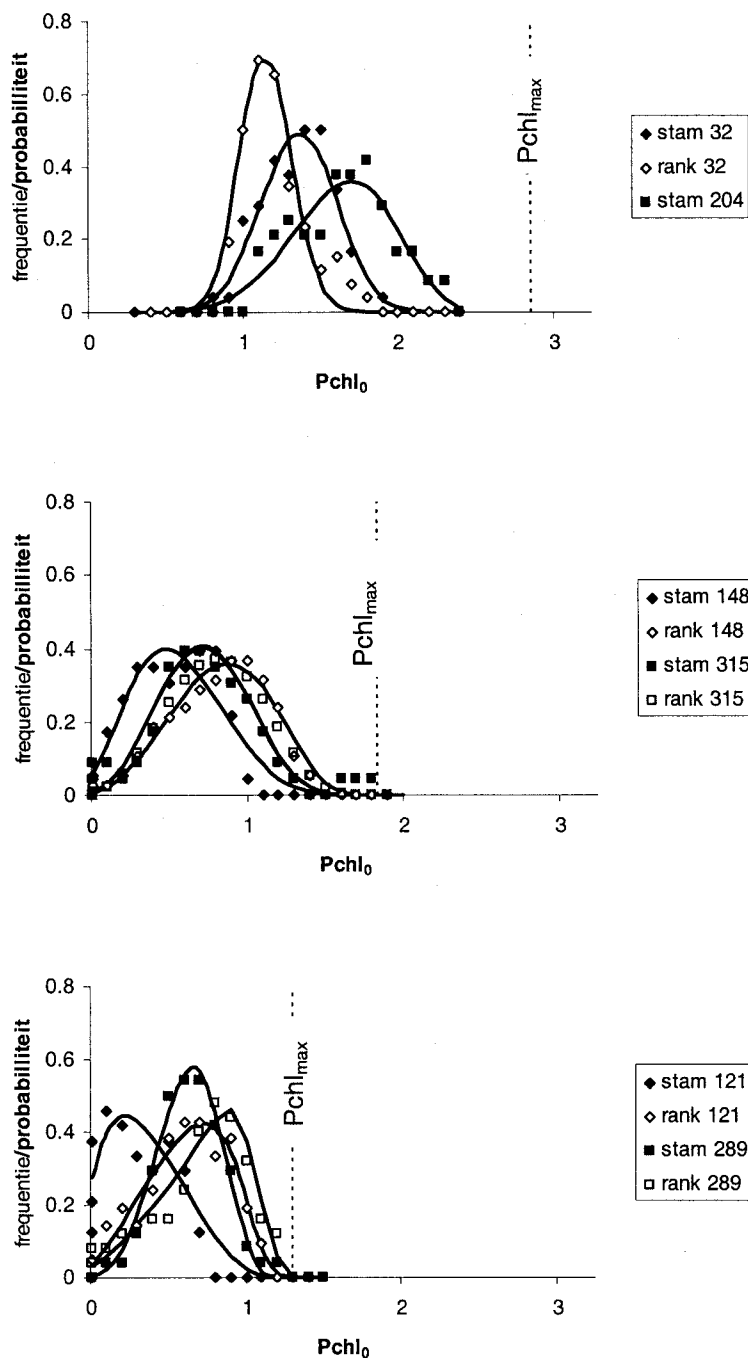 0.8
0.6
0.4
0.2
0
frequentie/probabilliteit
0
1
2
3
Pchl0
Pchlmax
stam 32
rank 32
stam 204
0.8
0.6
0.4
0.2
0
frequentie/probabilliteit
0
1
2
3
Pchl0
Pchlmax
stam 148
rank 148
stam 315
rank 315
0.8
0.6
0.4
0.2
0
frequentie/probabilliteit
0
1
2
3
Pchl0
Pchlmax
stam 121
rank 121
stam 289
rank 289